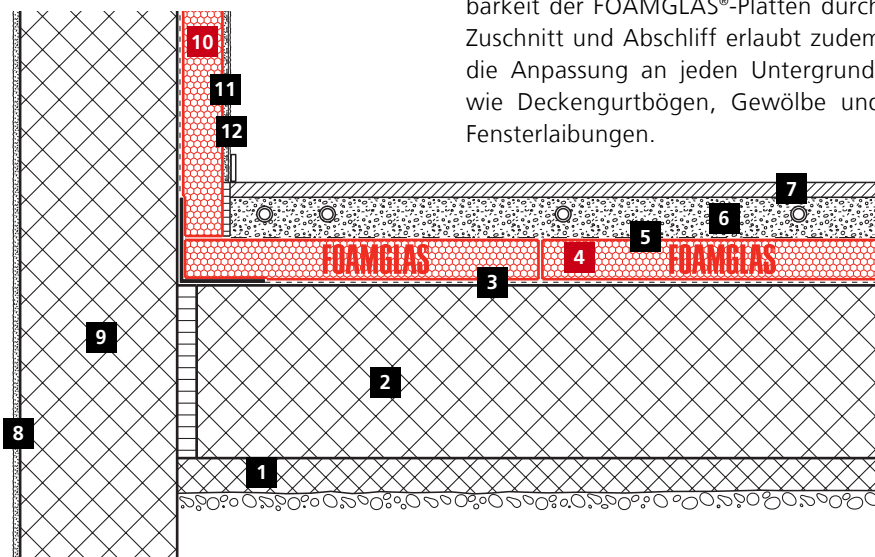 barkeit der FOAMGLAS®-Platten durch
Zuschnitt und Abschliff erlaubt zudem
die Anpassung an jeden Untergrund
wie Deckengurtbögen, Gewölbe und
Fensterlaibungen.
10
11
12
7
6
5
FOAMGLAS
4
FOAMGLAS
3
9
2
8
1